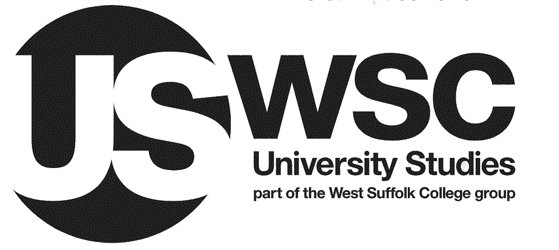 USWSC
University Studies
part of the West Suffolk College group